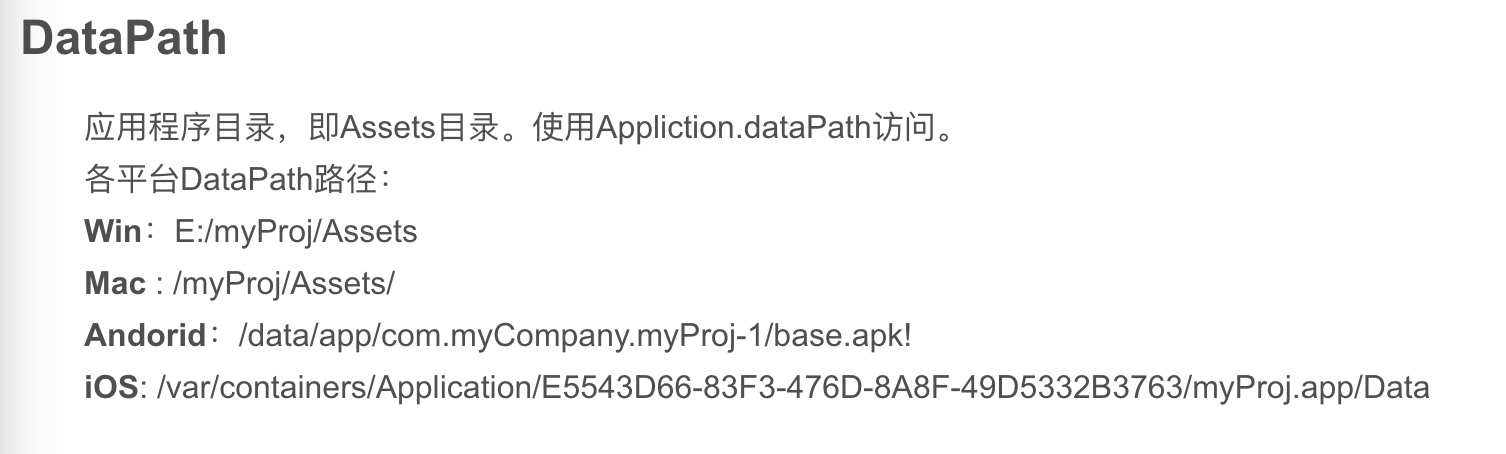 DataPath
应用程序目录，即Assets目录。使用Appliction.dataPath访问。
各平台DataPath路径：
Win：E:/myProj/Assets
Mac : /myProj/Assets/
Andorid：/data/app/com.myCompany.myProj-1/base.apk!
iOS: /var/containers/Application/E5543D66-83F3-476D-8A8F-49D5332B3763/myProj.app/Data